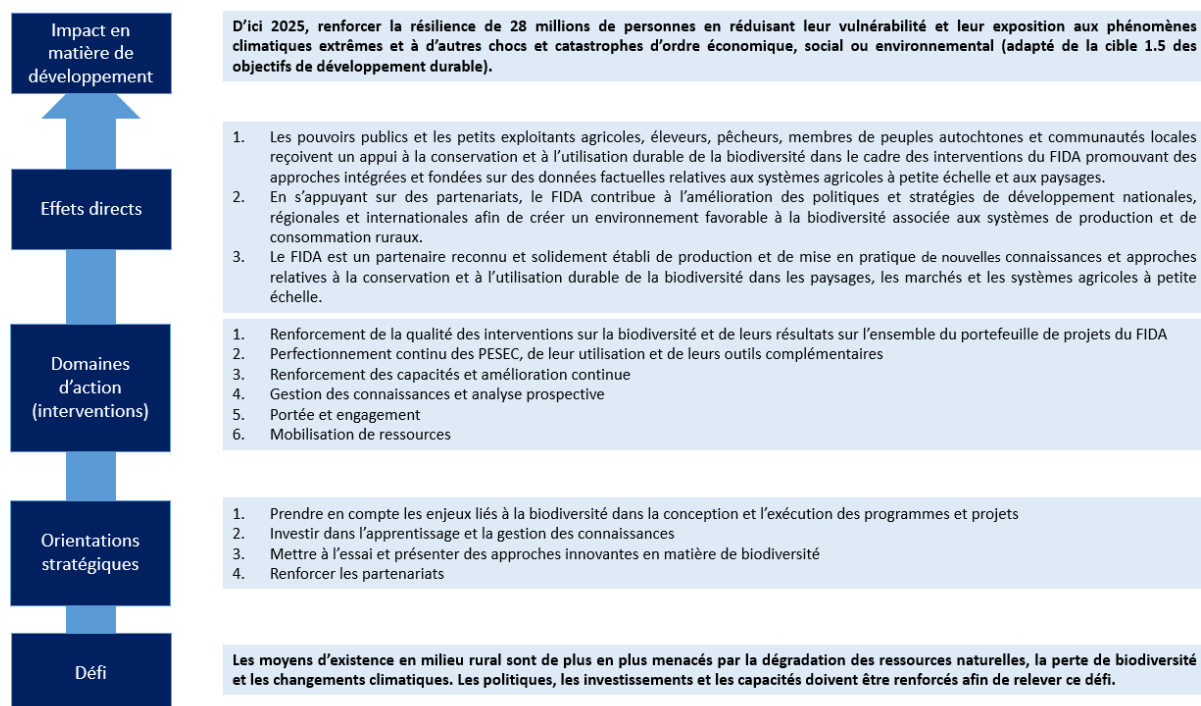 Impact en
matière de
développement
D’ici 2025, renforcer la résilience de 28 millions de personnes en réduisant leur vulnérabilité et leur exposition aux phénomènes
climatiques extrêmes et à d’autres chocs et catastrophes d’ordre économique, social ou environnemental (adapté de la cible 1.5 des
objectifs de développement durable).
Effets directs
1. Les pouvoirs publics et les petits exploitants agricoles, éleveurs, pêcheurs, membres de peuples autochtones et communautés locales
reçoivent un appui à la conservation et à l’utilisation durable de la biodiversité dans le cadre des interventions du FIDA promouvant des
approches intégrées et fondées sur des données factuelles relatives aux systèmes agricoles à petite échelle et aux paysages.
2. En s’appuyant sur des partenariats, le FIDA contribue à l’amélioration des politiques et stratégies de développement nationales,
régionales et internationales afin de créer un environnement favorable à la biodiversité associée aux systèmes de production et de
consommation ruraux.
3. Le FIDA est un partenaire reconnu et solidement établi de production et de mise en pratique de nouvelles connaissances et approches
relatives à la conservation et à l’utilisation durable de la biodiversité dans les paysages, les marchés et les systèmes agricoles à petite
échelle.
Domaines
d’action
(interventions)
1. Renforcement de la qualité des interventions sur la biodiversité et de leurs résultats sur l’ensemble du portefeuille de projets du FIDA
2. Perfectionnement continu des PESEC, de leur utilisation et de leurs outils complémentaires
3. Renforcement des capacités et amélioration continue
4. Gestion des connaissances et analyse prospective
5. Portée et engagement
6. Mobilisation de ressources
Orientations
stratégiques
1. Prendre en compte les enjeux liés à la biodiversité dans la conception et l’exécution des programmes et projets
2. Investir dans l’apprentissage et la gestion des connaissances
3. Mettre à l’essai et présenter des approches innovantes en matière de biodiversité
4. Renforcer les partenariats
Défi
Les moyens d’existence en milieu rural sont de plus en plus menacés par la dégradation des ressources naturelles, la perte de biodiversité
et les changements climatiques. Les politiques, les investissements et les capacités doivent être renforcés afin de relever ce défi.